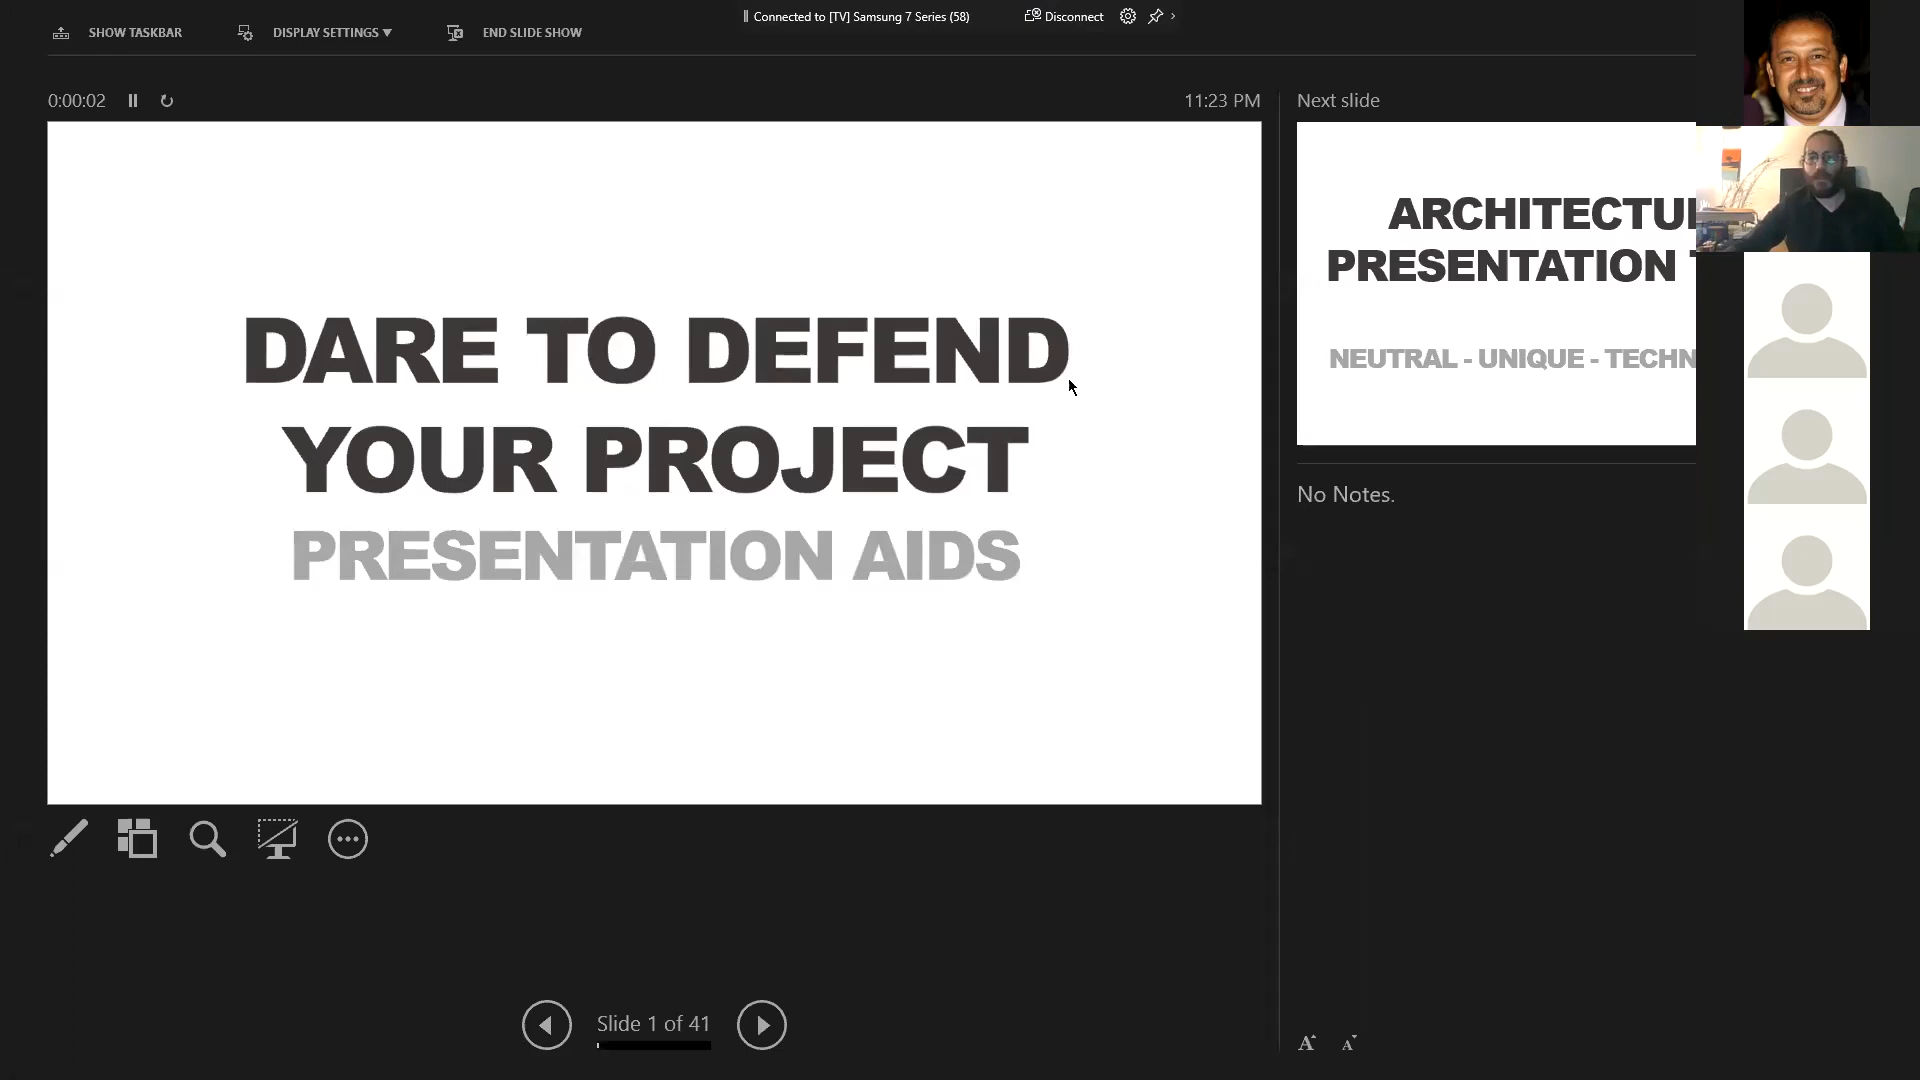 Connected to [TV] Samsung 7 Series (58)
Disconnect
SHOW TASKBAR
DISPLAY SETTINGS ▼
END SLIDE SHOW
0:00:02
11:23 PM
Next slide
DARE TO DEFEND
YOUR PROJECT
PRESENTATION AIDS
PRESENTATION
NEUTRAL - UNIQUE -
No Notes.
Slide 1 of 41
A A